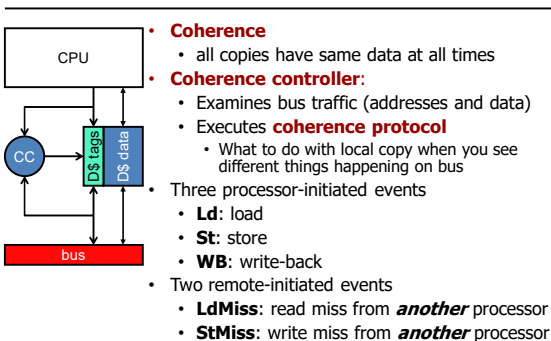 CPU
CC
D$ tags
D$ data
bus
• Coherence
• all copies have same data at all times
• Coherence controller:
• Examines bus traffic (addresses and data)
• Executes coherence protocol
• What to do with local copy when you see
different things happening on bus
• Three processor-initiated events
• Ld: load
• St: store
• WB: write-back
• Two remote-initiated events
• LdMiss: read miss from another processor
• StMiss: write miss from another processor